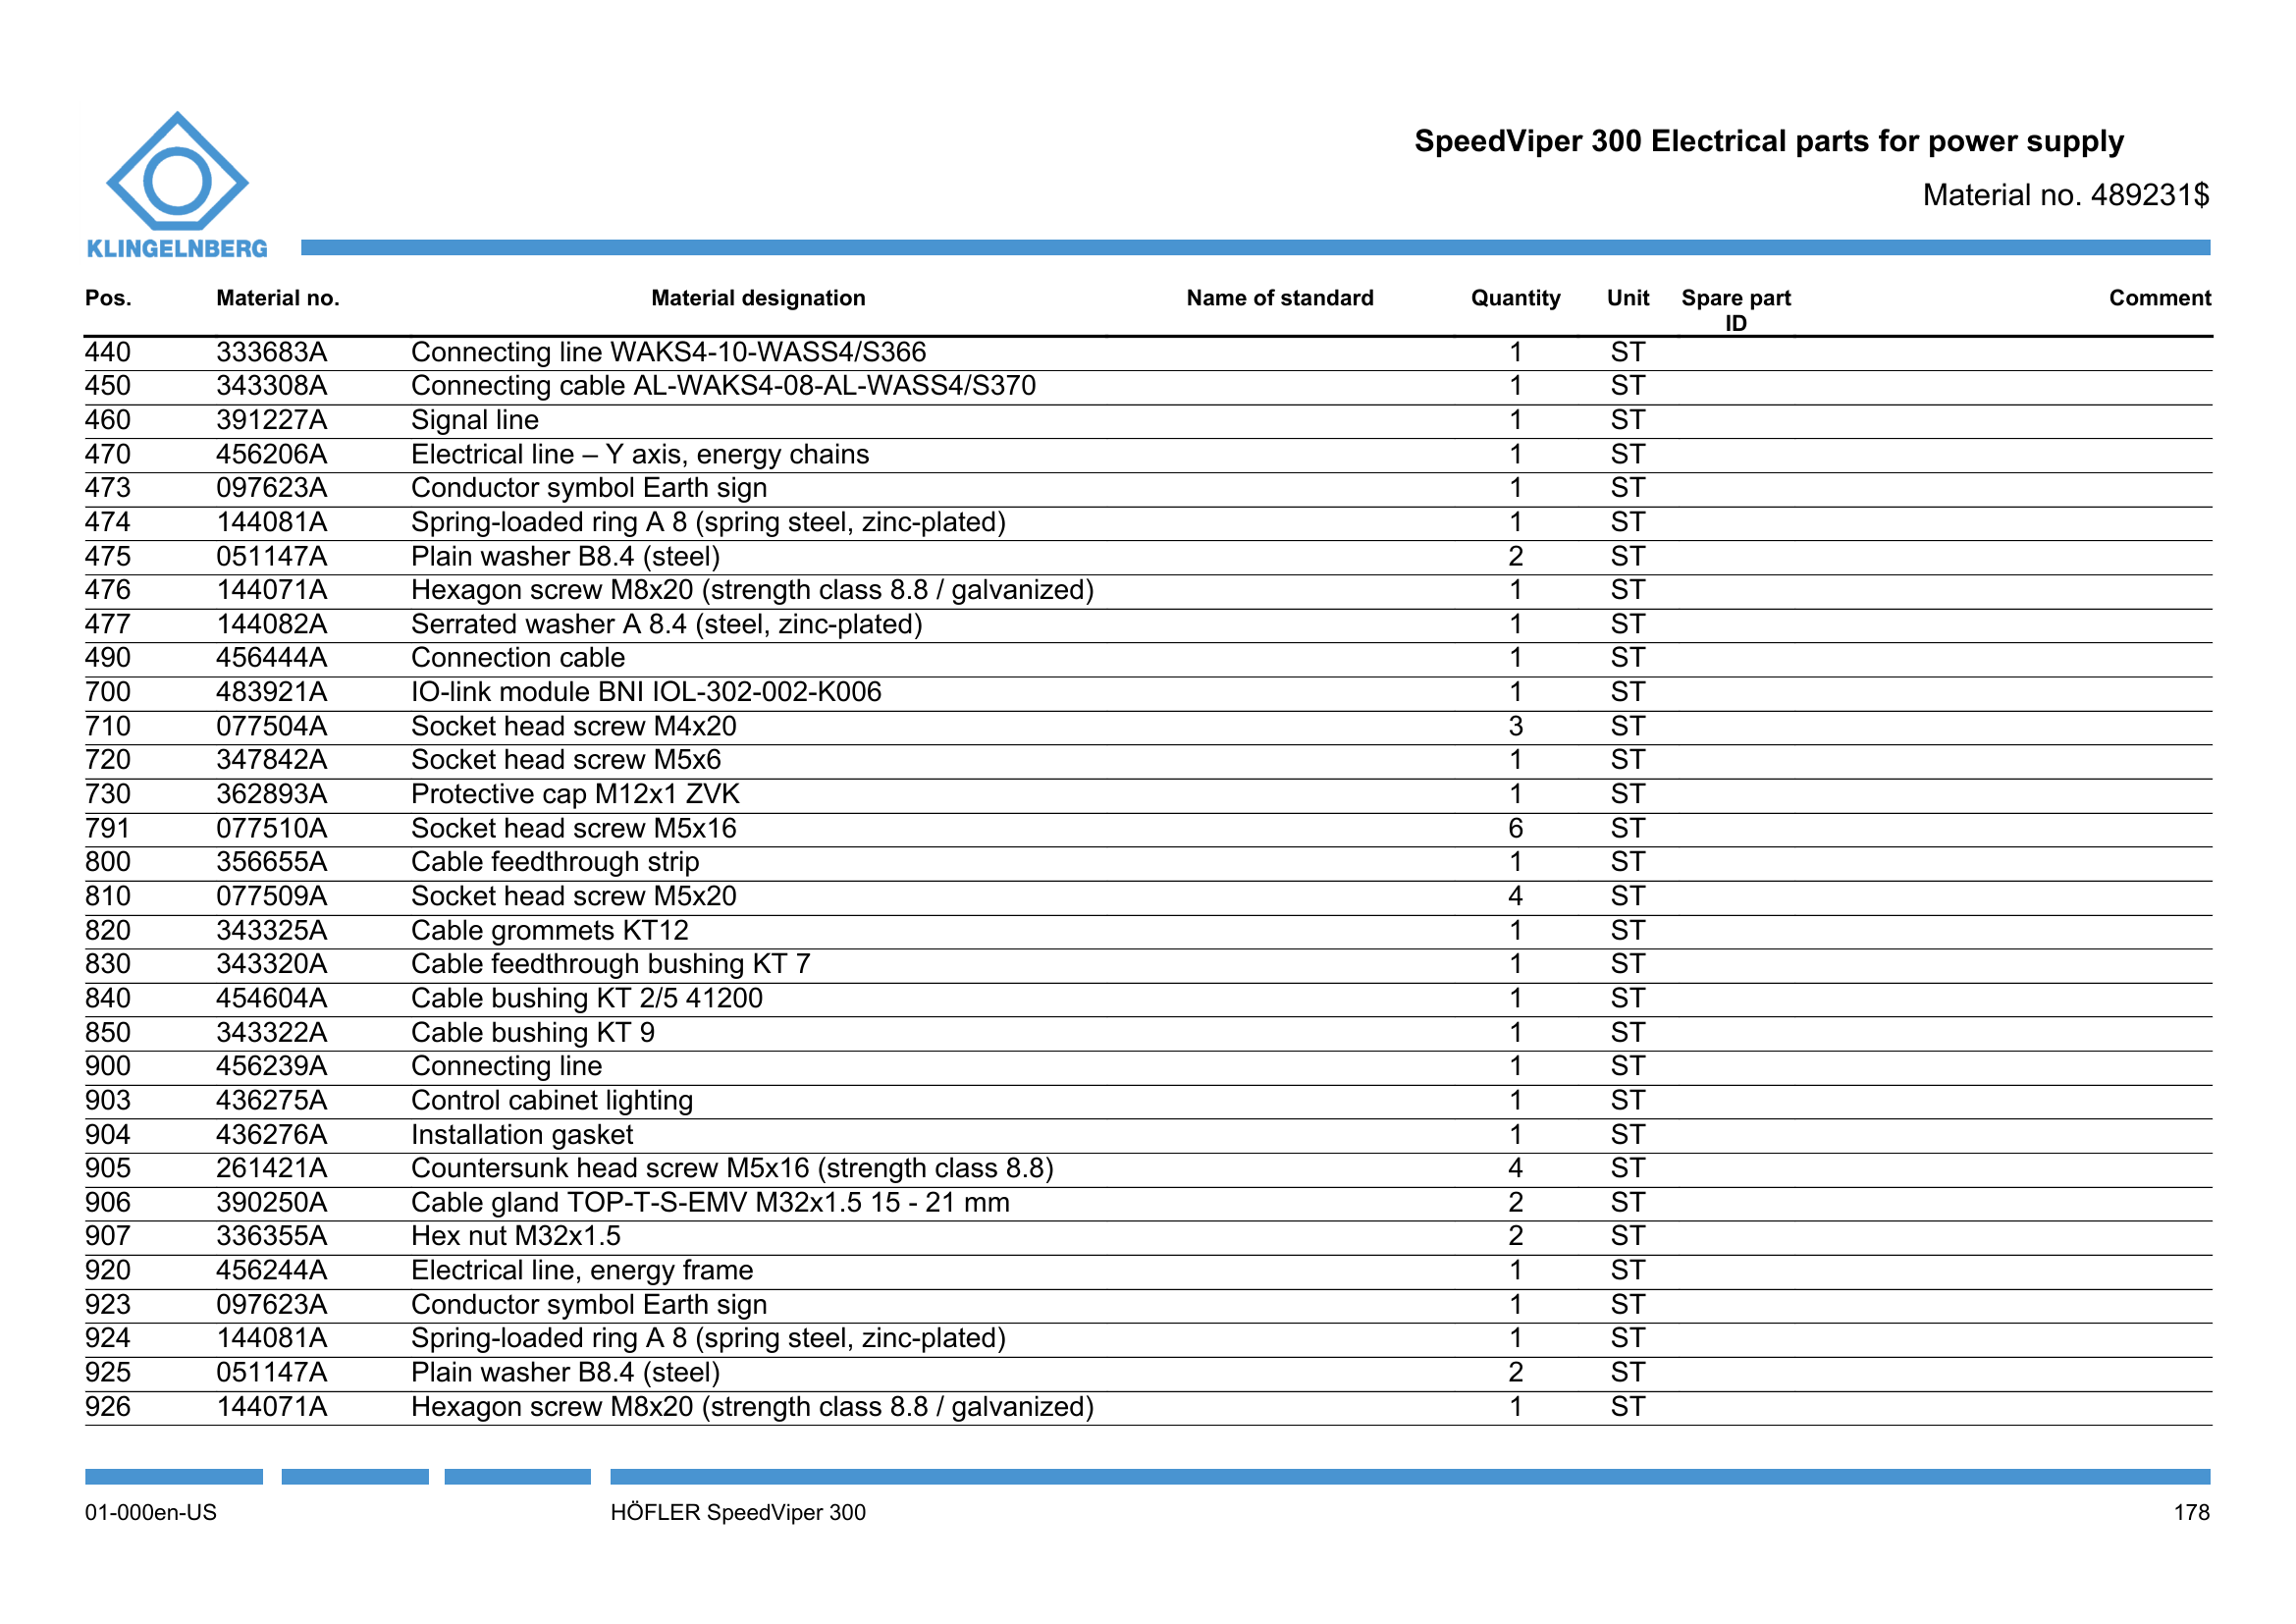 SpeedViper 300 Electrical parts for power supply
Material no. 489231$
KLINGELNBERG
Pos. Material no. Material designation Name of standard Quantity Unit Spare part ID Comment
440 333683A Connecting line WAKS4-10-WASS4/S366 1 ST
450 343308A Connecting cable AL-WAKS4-08-AL-WASS4/S370 1 ST
460 391227A Signal line 1 ST
470 456206A Electrical line – Y axis, energy chains 1 ST
473 097623A Conductor symbol Earth sign 1 ST
474 144081A Spring-loaded ring A 8 (spring steel, zinc-plated) 1 ST
475 051147A Plain washer B8.4 (steel) 2 ST
476 144071A Hexagon screw M8x20 (strength class 8.8 / galvanized) 1 ST
477 144082A Serrated washer A 8.4 (steel, zinc-plated) 1 ST
490 456444A Connection cable 1 ST
700 483921A IO-link module BNI IOL-302-002-K006 1 ST
710 077504A Socket head screw M4x20 3 ST
720 347842A Socket head screw M5x6 1 ST
730 362893A Protective cap M12x1 ZVK 1 ST
791 077510A Socket head screw M5x16 6 ST
800 356655A Cable feedthrough strip 1 ST
810 077509A Socket head screw M5x20 4 ST
820 343325A Cable grommets KT12 1 ST
830 343320A Cable feedthrough bushing KT 7 1 ST
840 454604A Cable bushing KT 2/5 41200 1 ST
850 343322A Cable bushing KT 9 1 ST
900 456239A Connecting line 1 ST
903 436275A Control cabinet lighting 1 ST
904 436276A Installation gasket 1 ST
905 261421A Countersunk head screw M5x16 (strength class 8.8) 4 ST
906 390250A Cable gland TOP-T-S-EMV M32x1.5 15 - 21 mm 2 ST
907 336355A Hex nut M32x1.5 2 ST
920 456244A Electrical line, energy frame 1 ST
923 097623A Conductor symbol Earth sign 1 ST
924 144081A Spring-loaded ring A 8 (spring steel, zinc-plated) 1 ST
925 051147A Plain washer B8.4 (steel) 2 ST
926 144071A Hexagon screw M8x20 (strength class 8.8 / galvanized) 1 ST
01-000en-US HÖFLER SpeedViper 300 178